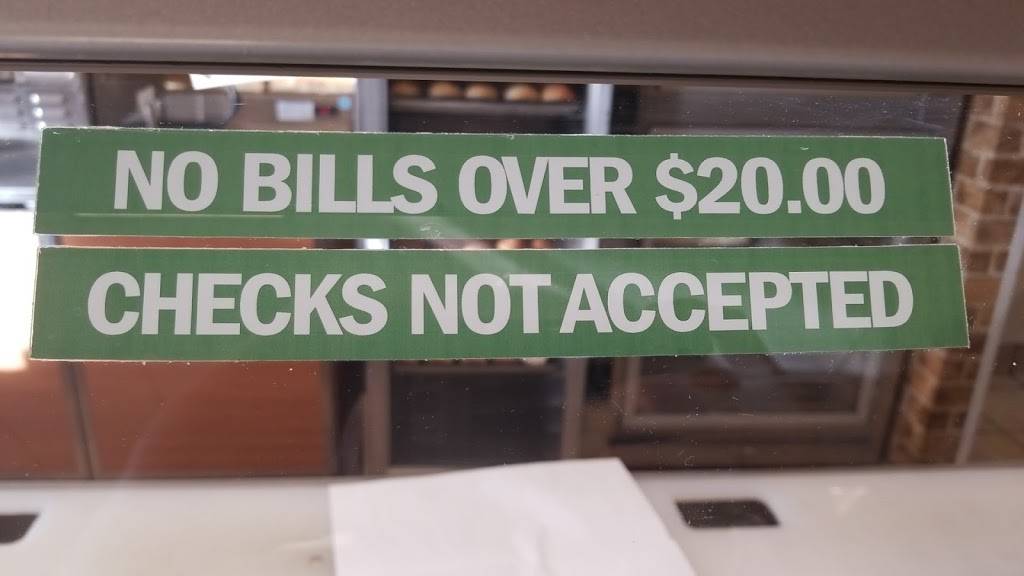 NO BILLS OVER $20.00
CHECKS NOT ACCEPTED